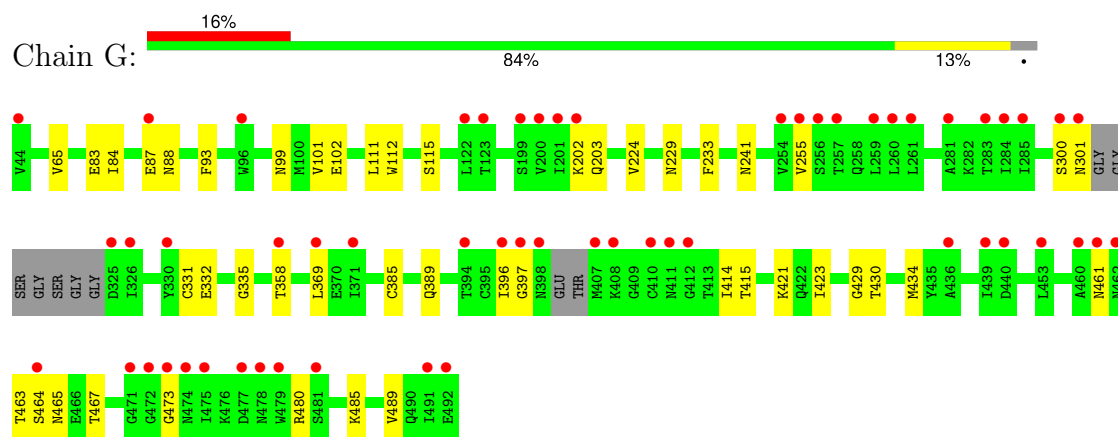 16%
Chain G:
84% 13% •
V44 V65 E83 I84 E87 N88 F93 W96 N99 M100 V101 E102 L111 W112 S115 L122 T123 S199 V200 I201 K202 Q203 V224 N229 F233 N241 V254 V255 S256 T257 Q258 L259 L260 L261 A281 K282 T283 I284 I285 S300 N301 GLY GLY
SER GLY SER GLY GLY D325 I326 Y330 C331 E332 G335 T358 L369 E370 I371 C385 Q389 T394 C395 I396 G397 N398 GLU THR M407 K408 G409 C410 N411 G412 T413 I414 T415 K421 Q422 I423 G429 T430 M434 Y435 A436 I439 D440 L453 A460 N461 N462
T463 S464 N465 E466 T467 G471 G472 G473 N474 I475 K476 D477 N478 W479 R480 S481 K485 V489 Q490 I491 E492